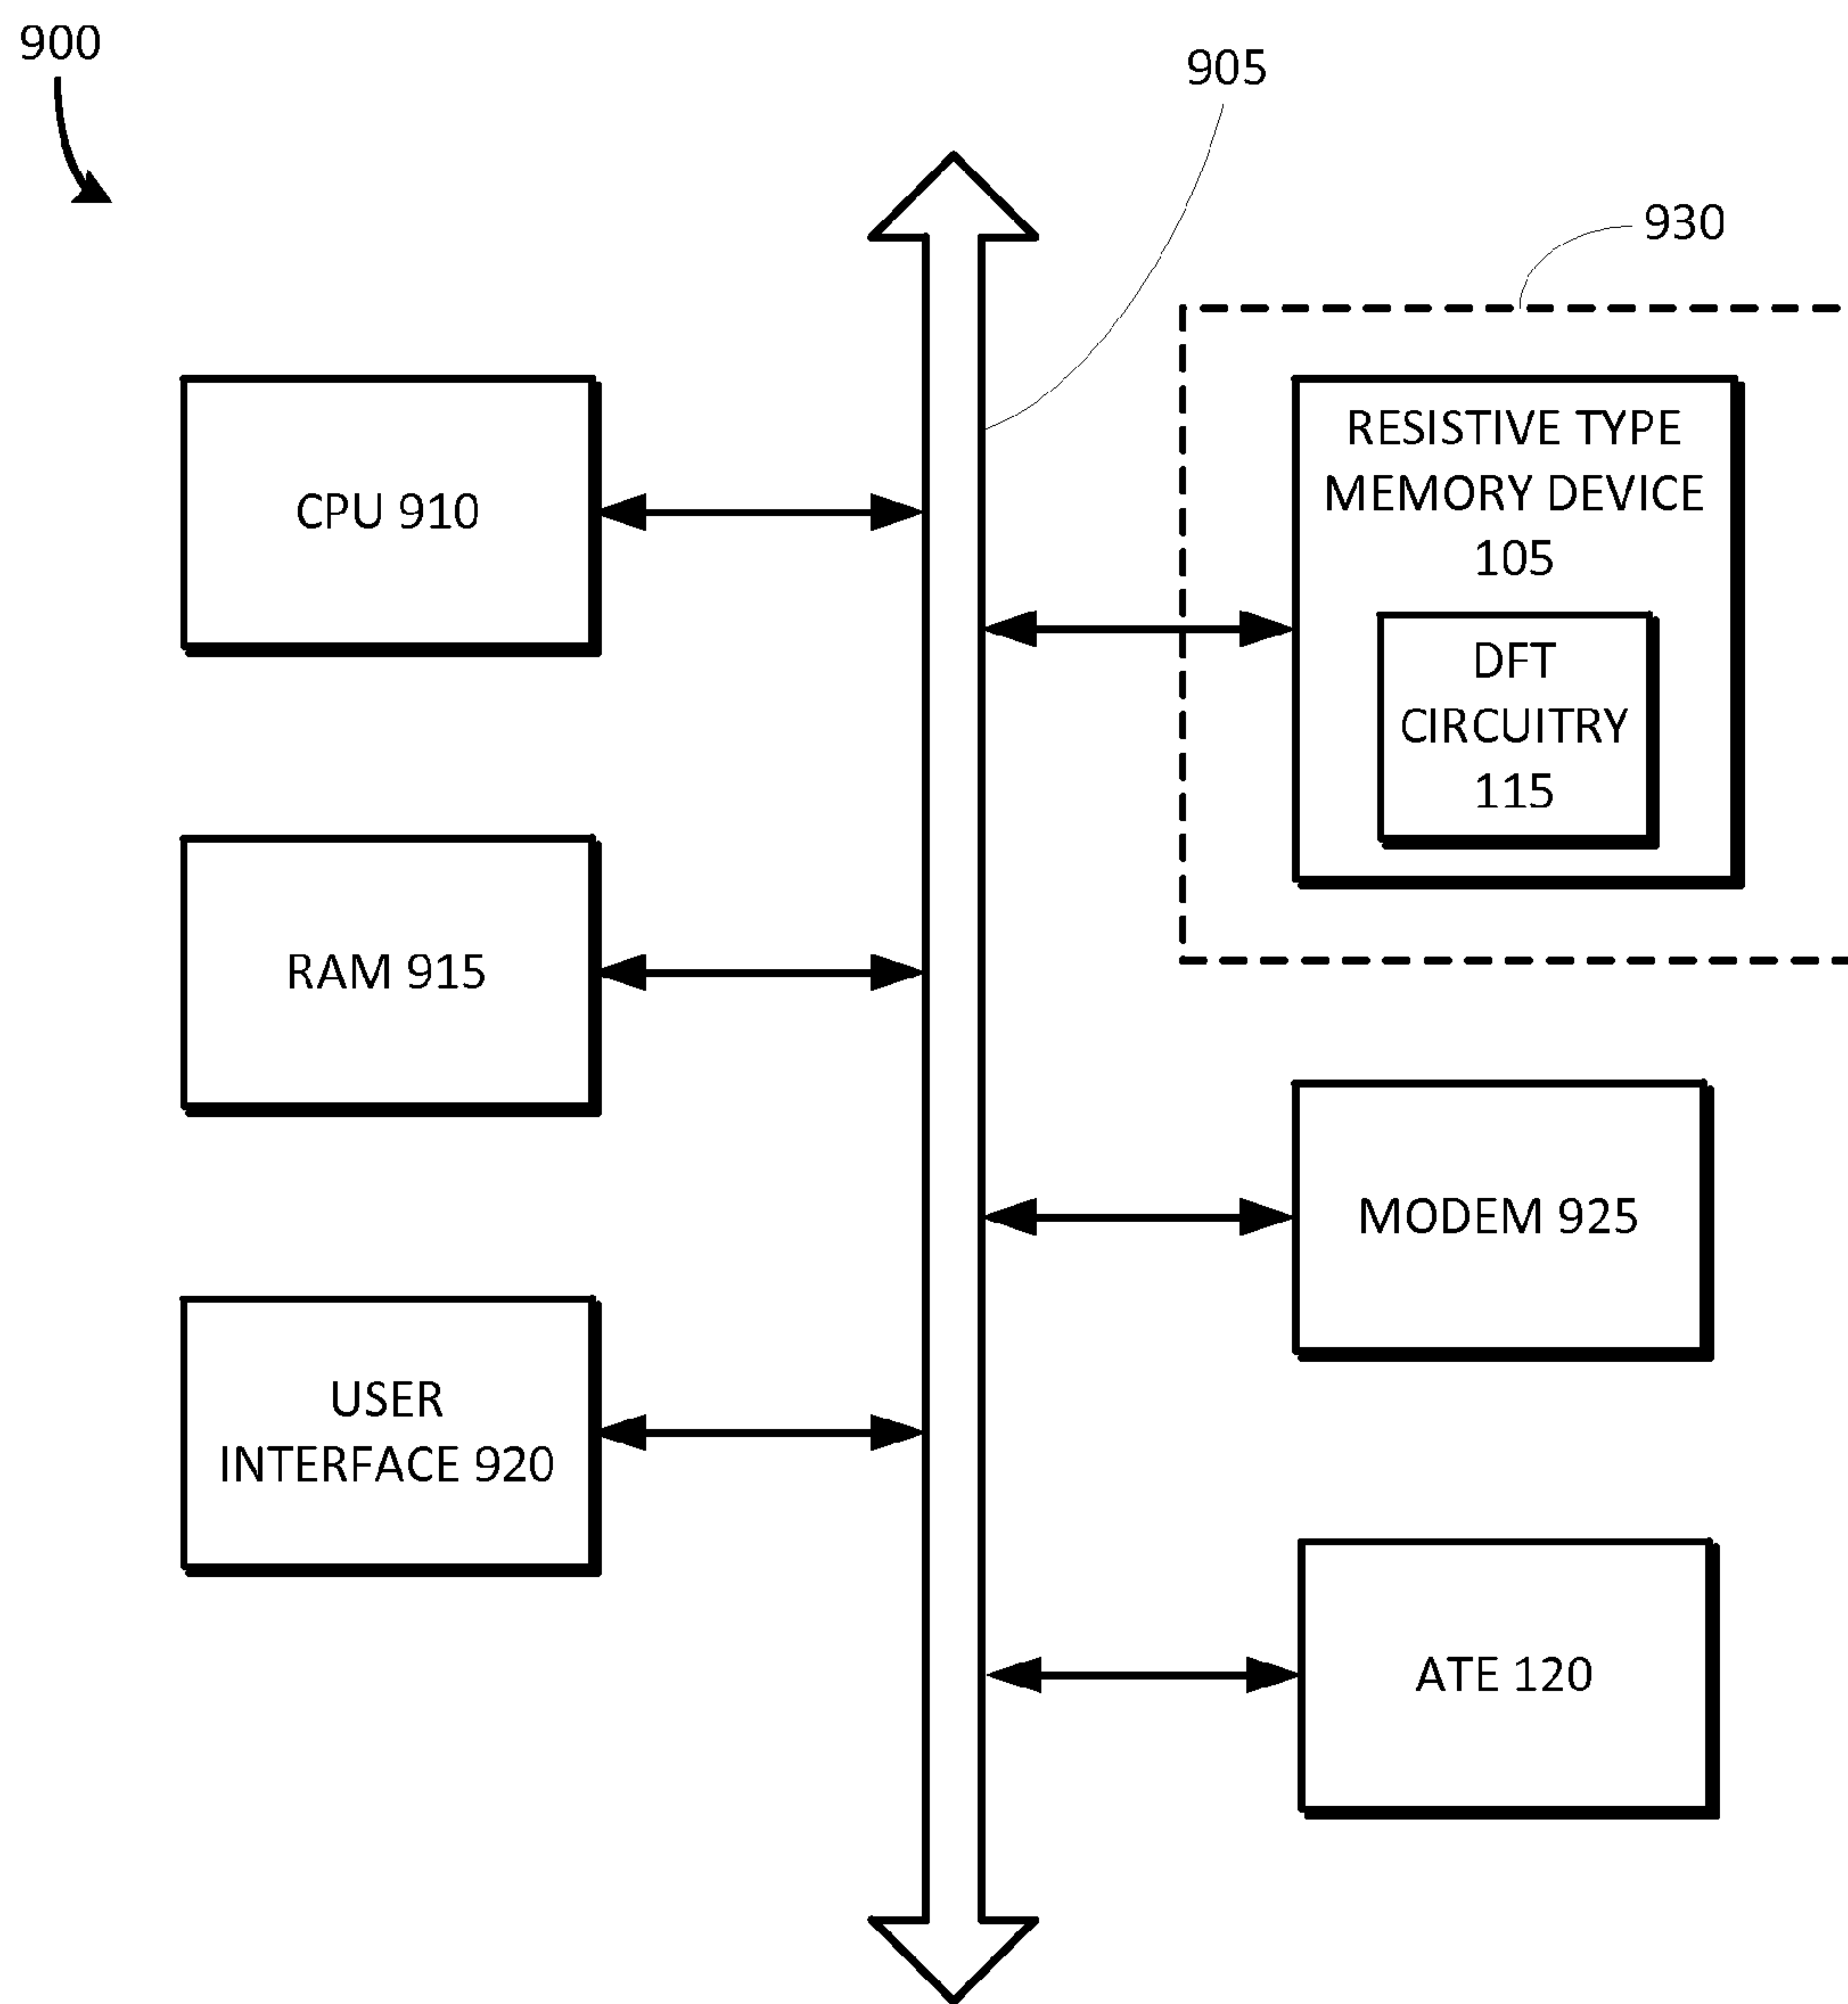 900
905
930
CPU 910
RESISTIVE TYPE
MEMORY DEVICE
105
DFT
CIRCUITRY
115
RAM 915
MODEM 925
USER
INTERFACE 920
ATE 120